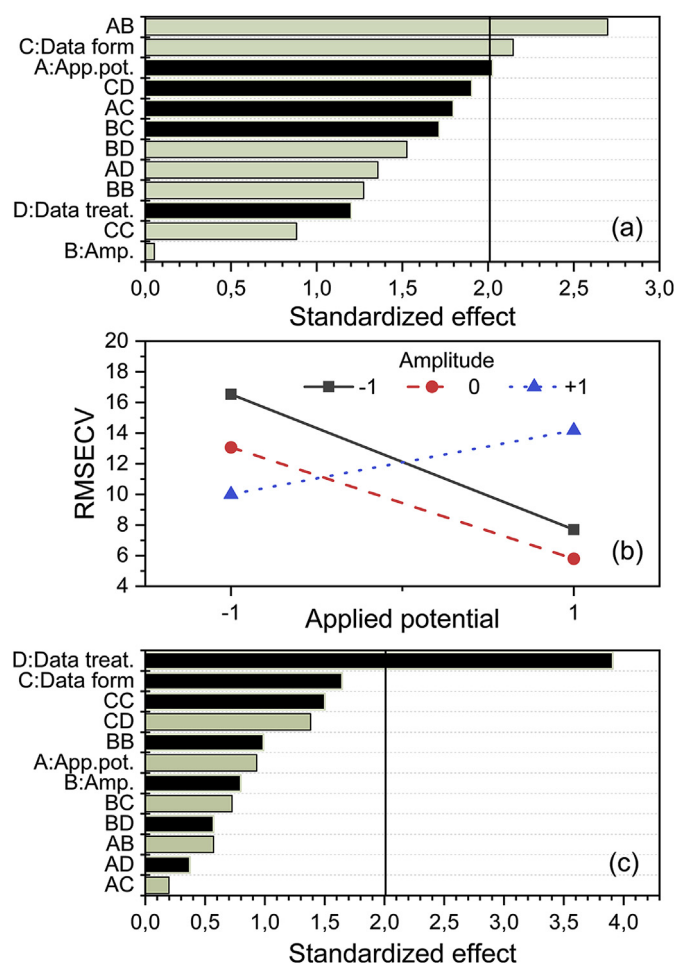 AB
C:Data form
A:App.pot.
CD
AC
BC
BD
AD
BB
D:Data treat.
CC
B:Amp.
(a)
0,0 0,5 1,0 1,5 2,0 2,5 3,0
Standardized effect
20
18
16
14
12
10
8
6
4
RMSECV
Amplitude
-1 0 +1
(b)
-1 Applied potential 1
D:Data treat.
C:Data form
CC
CD
BB
A:App.pot.
B:Amp.
BC
BD
AB
AD
AC
(c)
0,0 0,5 1,0 1,5 2,0 2,5 3,0 3,5 4,0
Standardized effect